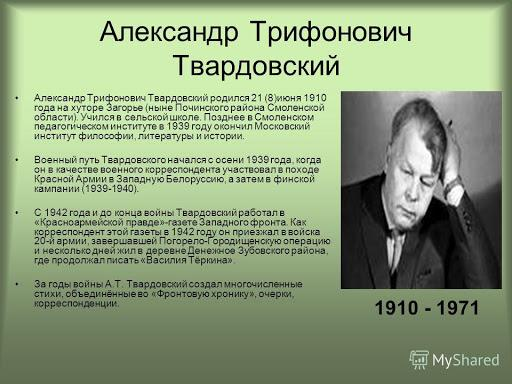 Александр Трифонович
Твардовский
• Александр Трифонович Твардовский родился 21 (8)июня 1910
года на хуторе Загорье (ныне Починского района Смоленской
области). Учился в сельской школе. Позднее в Смоленском
педагогическом институте в 1939 году окончил Московский
институт философии, литературы и истории.
• Военный путь Твардовского начался с осени 1939 года, когда
он в качестве военного корреспондента участвовал в походе
Красной Армии в Западную Белоруссию, а затем в финской
кампании (1939-1940).
• С 1942 года и до конца войны Твардовский работал в
«Красноармейской правде»-газете Западного фронта. Как
корреспондент этой газеты в 1942 году он приезжал в войска
20-й армии, завершавшей Погорело-Городищенскую операцию
и несколько дней жил в деревне Денежное Зубовского района,
где продолжал писать «Василия Тёркина».
• За годы войны А.Т. Твардовский создал многочисленные
стихи, объединённые во «Фронтовую хронику», очерки,
корреспонденции.
1910 - 1971
MyShared